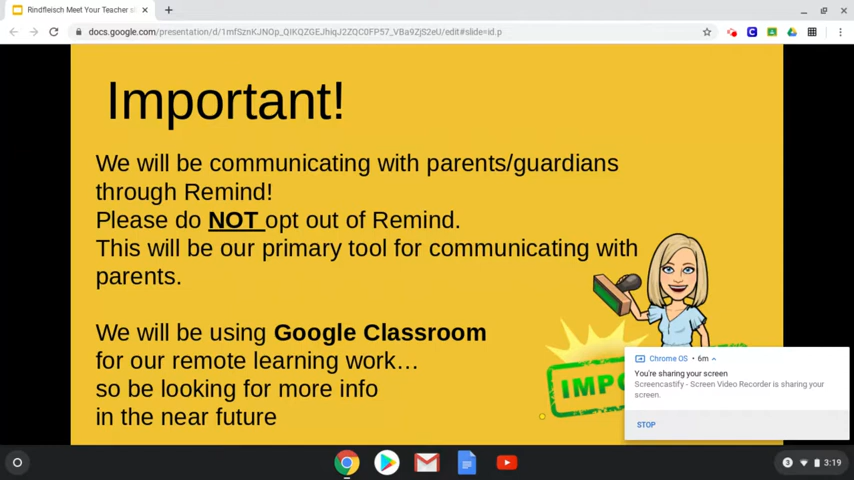 Rindfleisch Meet Your Teacher sl
docs.google.com/presentation/d/1mfSznKJNOp_QIKQZGEJhiqJ2ZQC0FP57_VBa9ZjS2eU/edit#slide=id.p
Important!
We will be communicating with parents/guardians
through Remind!
Please do NOT opt out of Remind.
This will be our primary tool for communicating with
parents.
We will be using Google Classroom
for our remote learning work...
so be looking for more info
in the near future
IMPO
Chrome OS • 6m
You're sharing your screen
Screencastify - Screen Video Recorder is sharing your
screen.
STOP
3 3:19